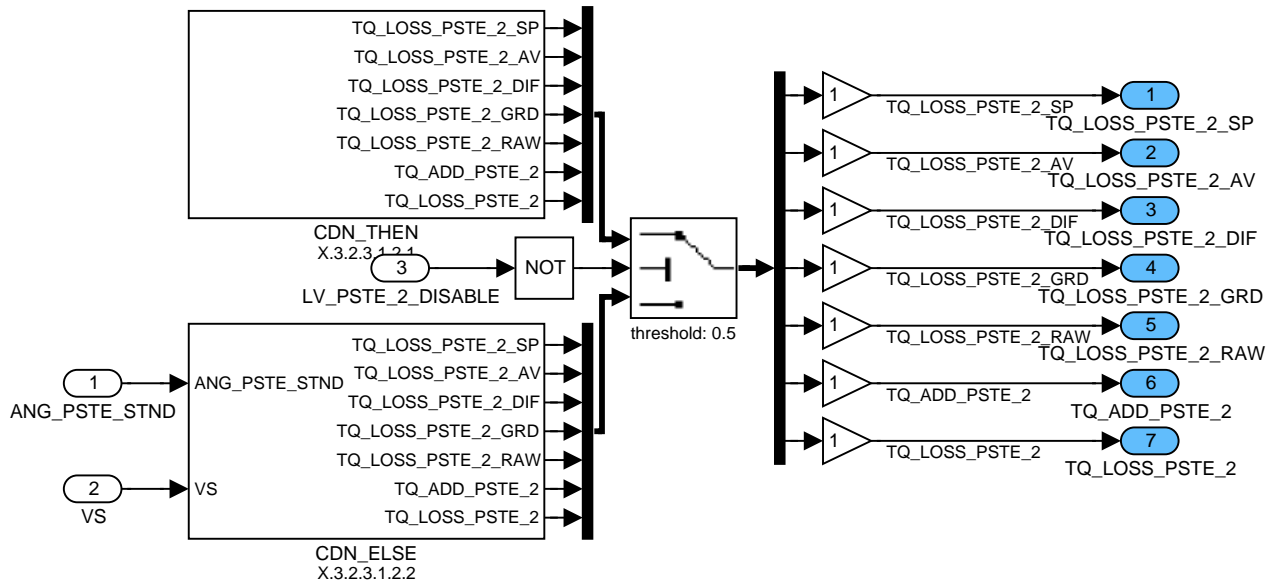 TQ_LOSS_PSTE_2_SP
TQ_LOSS_PSTE_2_AV
TQ_LOSS_PSTE_2_DIF
TQ_LOSS_PSTE_2_GRD
TQ_LOSS_PSTE_2_RAW
TQ_ADD_PSTE_2
TQ_LOSS_PSTE_2
CDN_THEN
X.3.2.3.1.2.1
3
LV_PSTE_2_DISABLE
NOT
threshold: 0.5
1
ANG_PSTE_STND
2
VS
ANG_PSTE_STND
VS
TQ_LOSS_PSTE_2_SP
TQ_LOSS_PSTE_2_AV
TQ_LOSS_PSTE_2_DIF
TQ_LOSS_PSTE_2_GRD
TQ_LOSS_PSTE_2_RAW
TQ_ADD_PSTE_2
TQ_LOSS_PSTE_2
CDN_ELSE
X.3.2.3.1.2.2
1
TQ_LOSS_PSTE_2_SP
1
TQ_LOSS_PSTE_2_SP
1
TQ_LOSS_PSTE_2_AV
2
TQ_LOSS_PSTE_2_AV
1
TQ_LOSS_PSTE_2_DIF
3
TQ_LOSS_PSTE_2_DIF
1
TQ_LOSS_PSTE_2_GRD
4
TQ_LOSS_PSTE_2_GRD
1
TQ_LOSS_PSTE_2_RAW
5
TQ_LOSS_PSTE_2_RAW
1
TQ_ADD_PSTE_2
6
TQ_ADD_PSTE_2
1
TQ_LOSS_PSTE_2
7
TQ_LOSS_PSTE_2